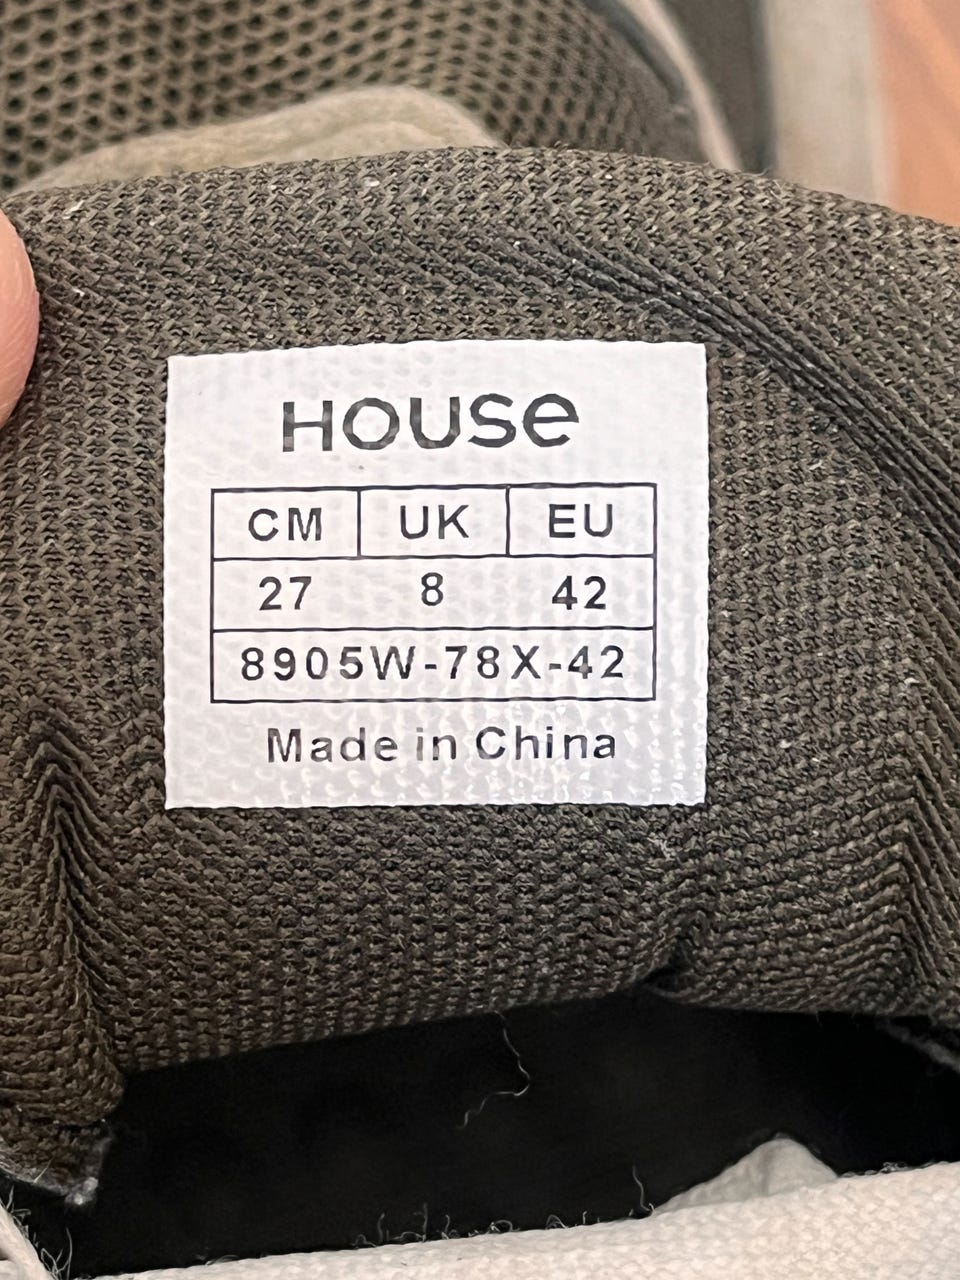 House
CM UK EU
27 8 42
8905W-78X-42
Made in China